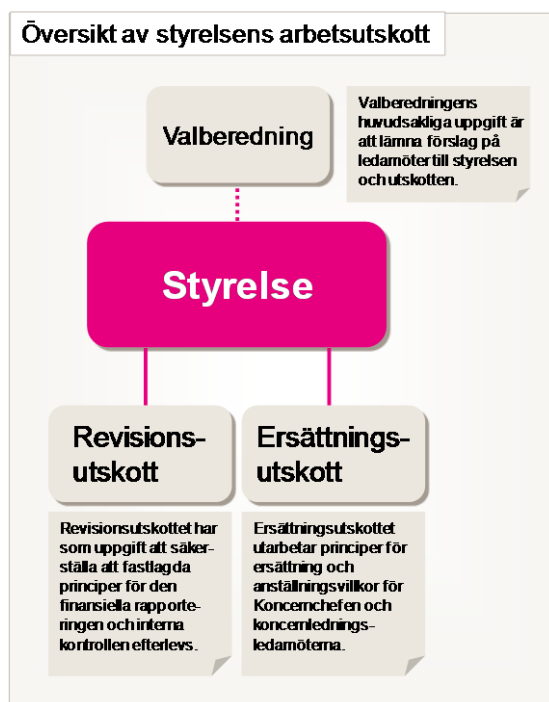 Översikt av styrelsens arbetsutskott
Valberedning
Valberedningens
huvudsakliga uppgift är
att lämna förslag på
ledamöter till styrelsen
och utskotten.
Styrelse
Revisions-
utskott
Revisionsutskottet har
som uppgift att säker-
ställa att fastlagda
principer för den
finansiella rapporte-
ringen och interna
kontrollen efterlevs.
Ersättnings-
utskott
Ersättningsutskottet
utarbetar principer för
ersättning och
anställningsvillkor för
Koncernchefen och
koncernlednings-
ledamöterna.